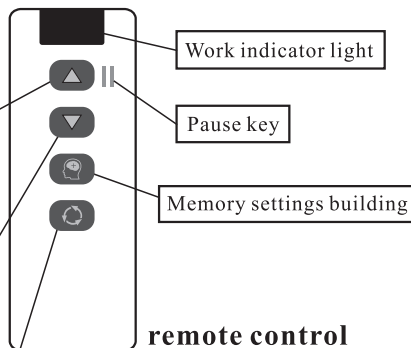 Work indicator light
Pause key
Memory settings building
remote control